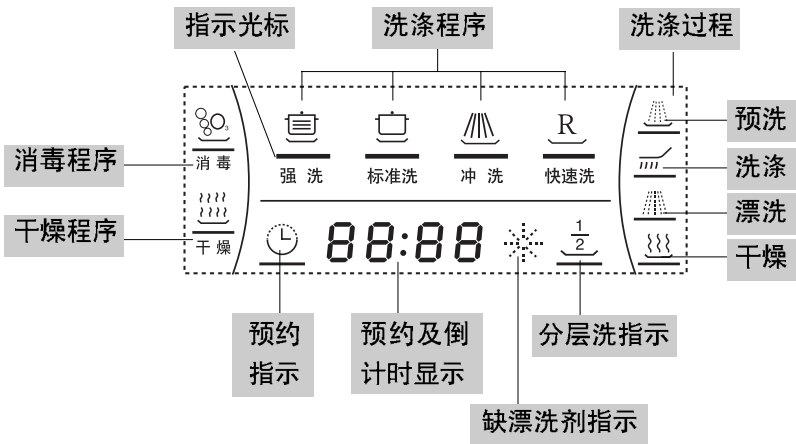 指示光标
洗涤程序
洗涤过程
消毒程序
干燥程序
O₃
消毒
干燥
R
强洗
标准洗
冲洗
快速洗
88:88
1
2
预洗
洗涤
漂洗
干燥
预约
指示
预约及倒
计时显示
分层洗指示
缺漂洗剂指示